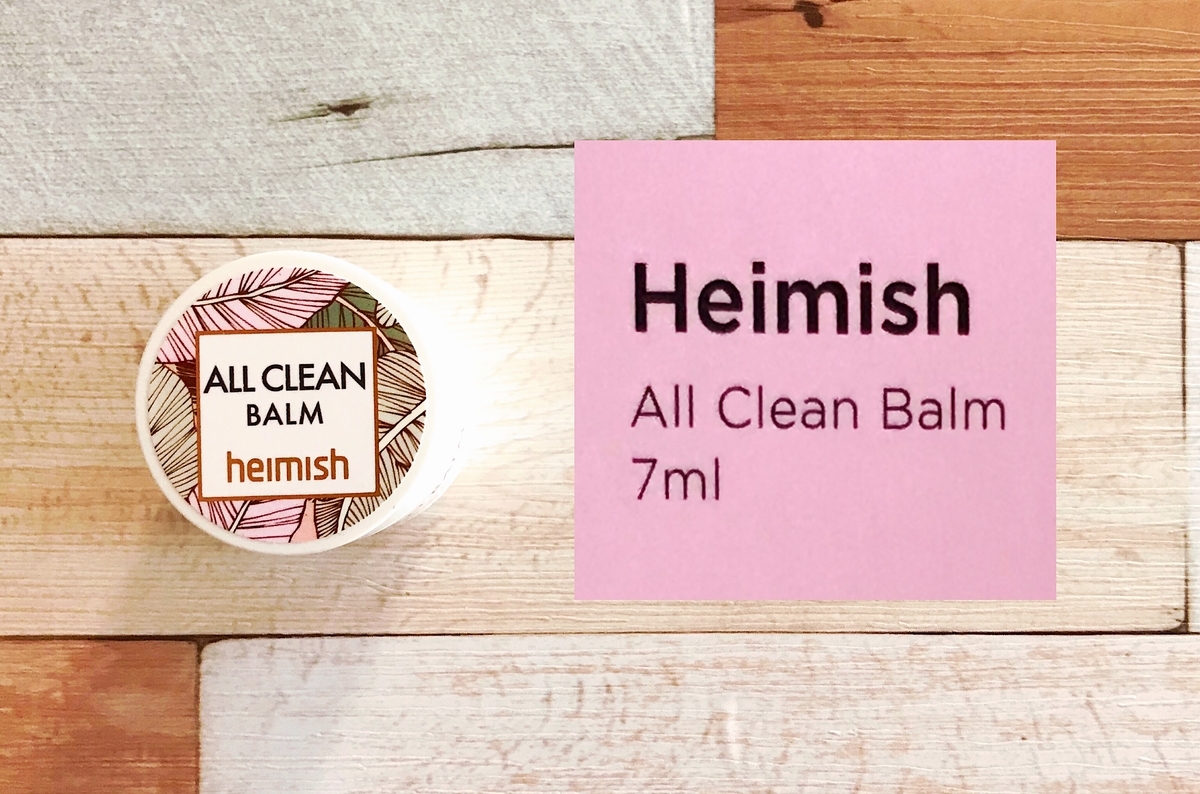 ALL CLEAN
BALM
heimish
Heimish
All Clean Balm
7ml